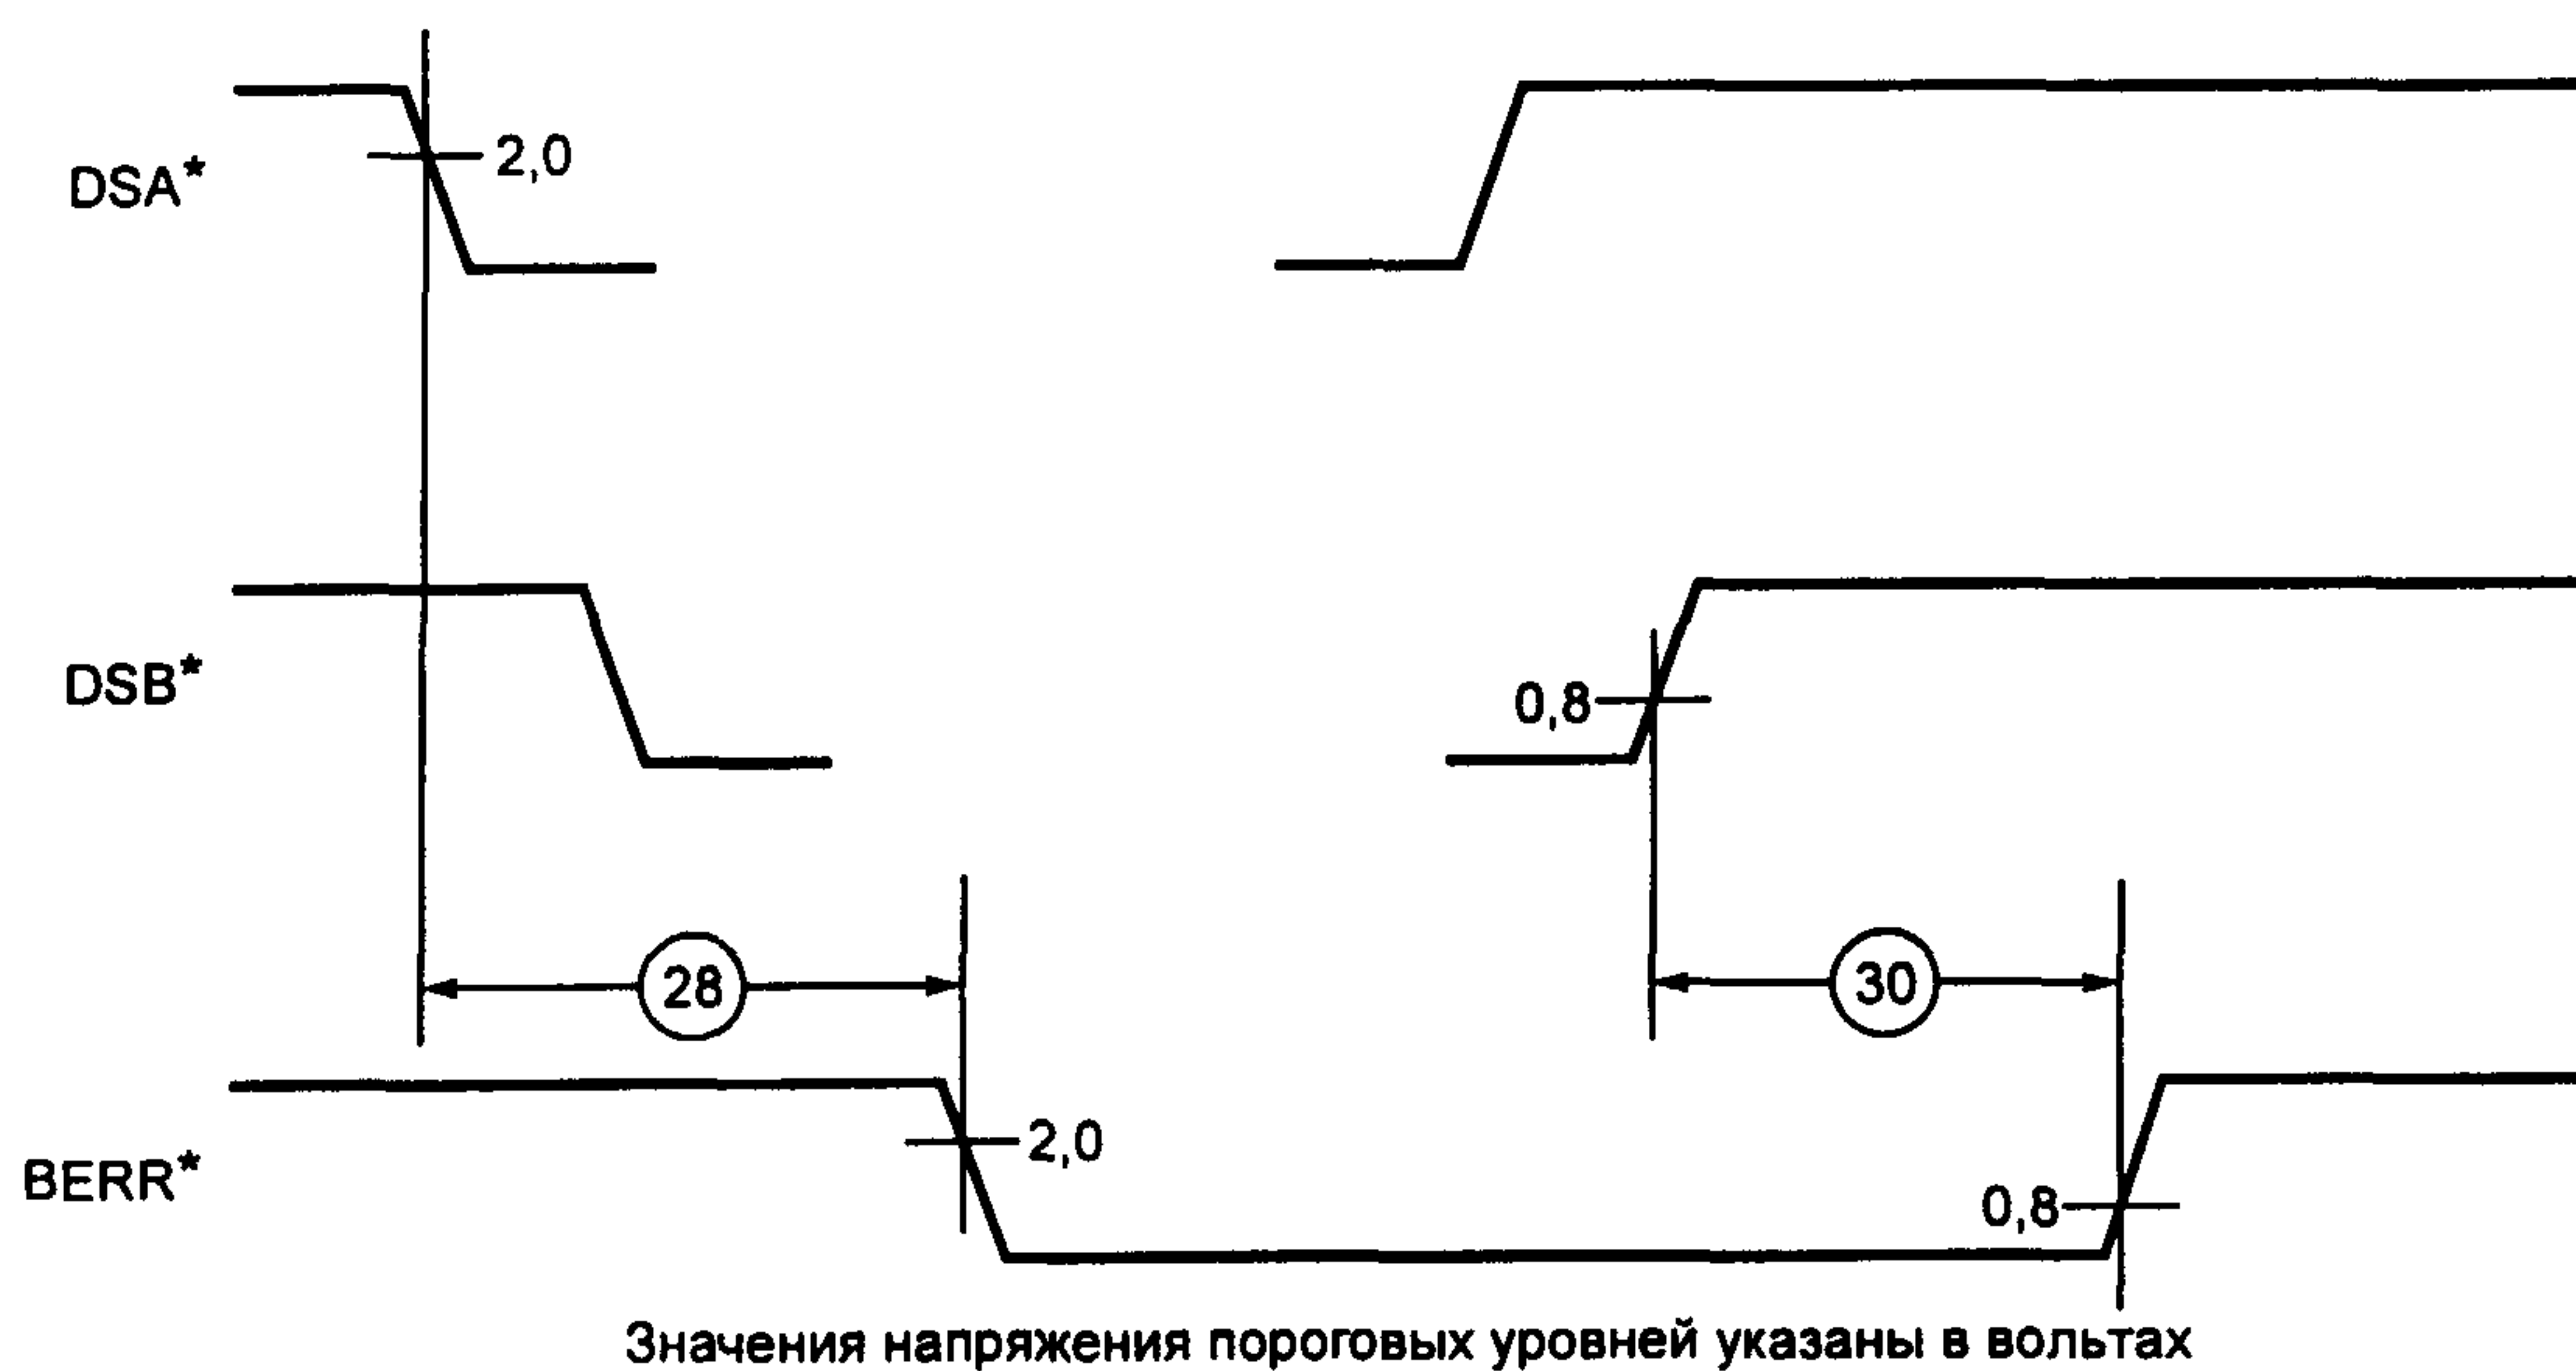 DSA*
2,0
DSB*
0,8
28
30
BERR*
2,0
0,8
Значения напряжения пороговых уровней указаны в вольтах